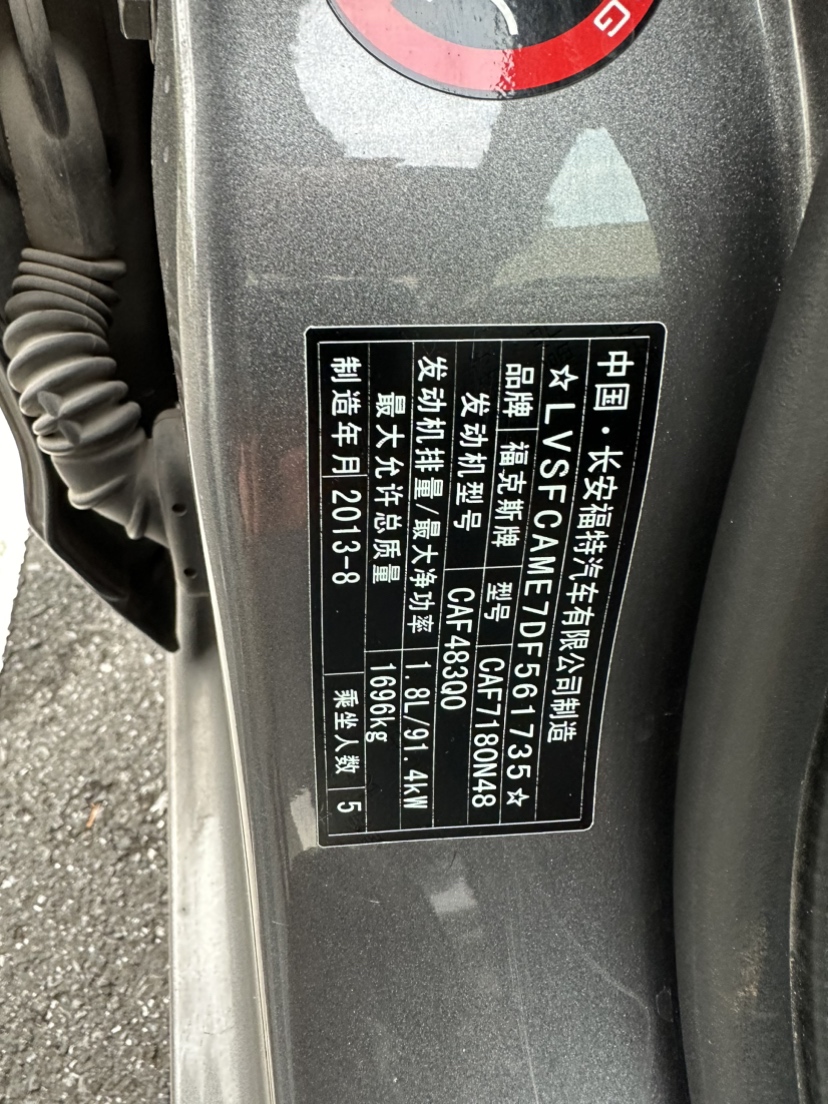 G
中国·长安福特汽车有限公司制造
☆LVSFCAME7DF561735☆
品牌 福克斯牌 型号 CAF7180N48
发动机型号 CAF483Q0
发动机排量/最大净功率 1.8L/91.4kW
最大允许总质量 1696kg
制造年月 2013-8 乘坐人数 5